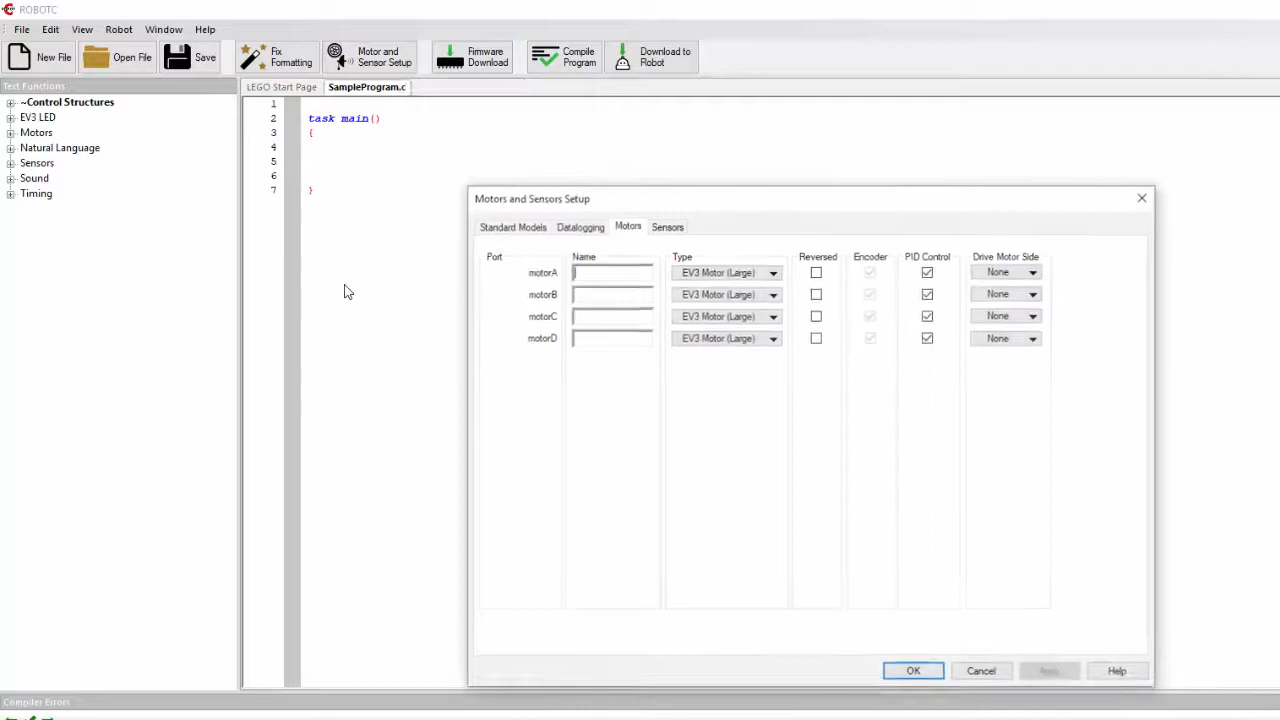 ROBOTC
File Edit View Robot Window Help
New File Open File Save Fix Formatting Motor and Sensor Setup Firmware Download Compile Program Download to Robot
Text Functions
~Control Structures
EV3 LED
Motors
Natural Language
Sensors
Sound
Timing
LEGO Start Page SampleProgram.c
1
2 task main()
3 {
4
5
6
7 }
Motors and Sensors Setup
Standard Models Datalogging Motors Sensors
Port Name Type Reversed Encoder PID Control Drive Motor Side
motorA EV3 Motor (Large) None
motorB EV3 Motor (Large) None
motorC EV3 Motor (Large) None
motorD EV3 Motor (Large) None
OK Cancel Apply Help
Compiler Errors